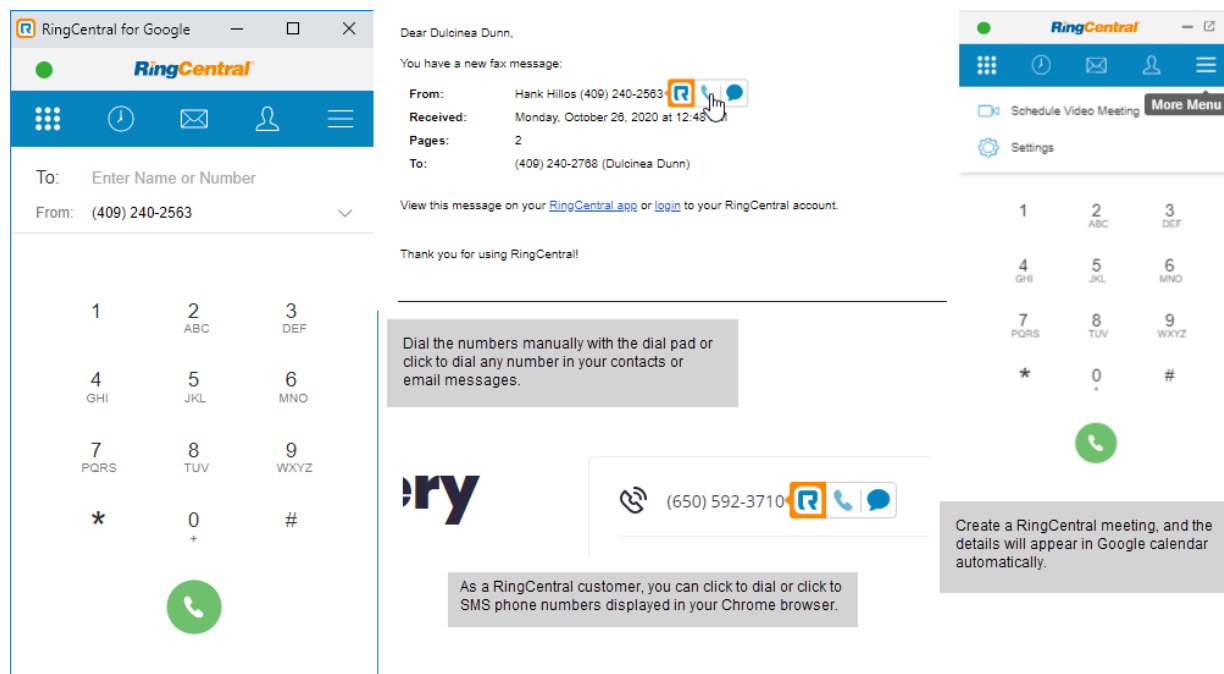 RingCentral for Google
RingCentral
To: Enter Name or Number
From: (409) 240-2563
1 2 3
ABC DEF
4 5 6
GHI JKL MNO
7 8 9
PQRS TUV WXYZ
* 0 #
+
Dear Dulcinea Dunn,
You have a new fax message:
From: Hank Hillos (409) 240-2563
Received: Monday, October 26, 2020 at 12:48
Pages: 2
To: (409) 240-2768 (Dulcinea Dunn)
View this message on your RingCentral app or login to your RingCentral account.
Thank you for using RingCentral!
Dial the numbers manually with the dial pad or
click to dial any number in your contacts or
email messages.
ery
(650) 592-3710
As a RingCentral customer, you can click to dial or click to
SMS phone numbers displayed in your Chrome browser.
RingCentral
More Menu
Schedule Video Meeting
Settings
1 2 3
ABC DEF
4 5 6
GHI JKL MNO
7 8 9
PQRS TUV WXYZ
* 0 #
+
Create a RingCentral meeting, and the
details will appear in Google calendar
automatically.